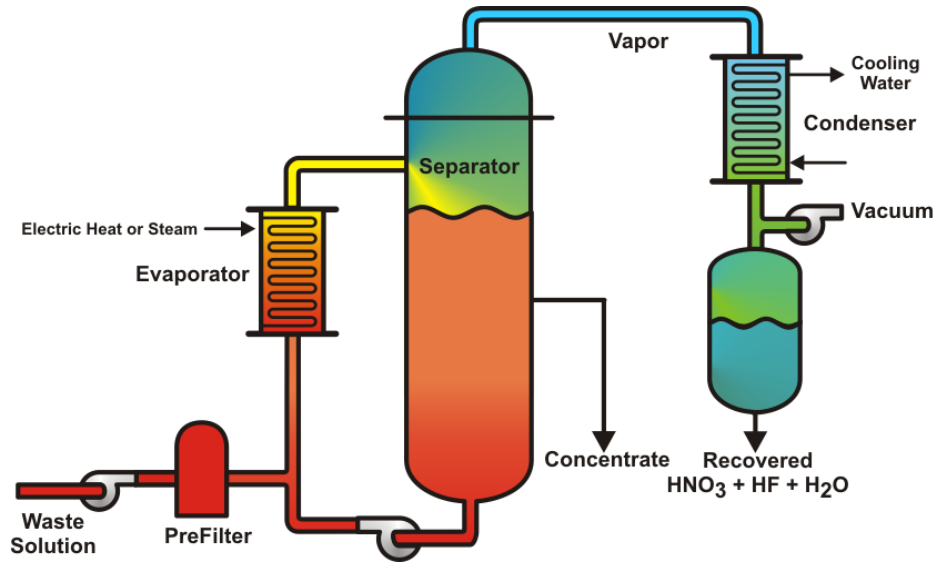 Vapor
Cooling
Water
Condenser
Separator
Vacuum
Electric Heat or Steam
Evaporator
Concentrate
Recovered
HNO₃ + HF + H₂O
Waste
Solution
PreFilter